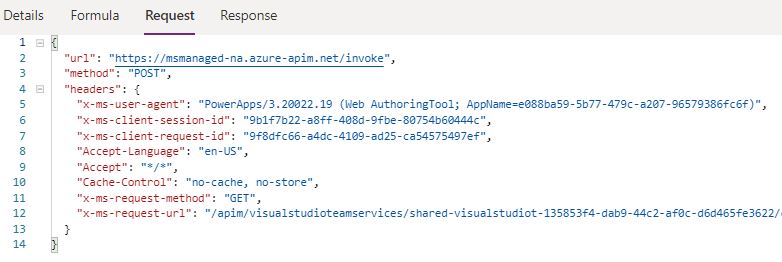 Details Formula Request Response
1 {
2 "url": "https://msmanaged-na.azure-apim.net/invoke",
3 "method": "POST",
4 "headers": {
5 "x-ms-user-agent": "PowerApps/3.20022.19 (Web AuthoringTool; AppName=e088ba59-5b77-479c-a207-96579386fc6f)",
6 "x-ms-client-session-id": "9b1f7b22-a8ff-408d-9fbe-80754b60444c",
7 "x-ms-client-request-id": "9f8dfc66-a4dc-4109-ad25-ca54575497ef",
8 "Accept-Language": "en-US",
9 "Accept": "*/*",
10 "Cache-Control": "no-cache, no-store",
11 "x-ms-request-method": "GET",
12 "x-ms-request-url": "/apim/visualstudioteamservices/shared-visualstudiot-135853f4-dab9-44c2-af0c-d6d465fe3622/
13 }
14 }